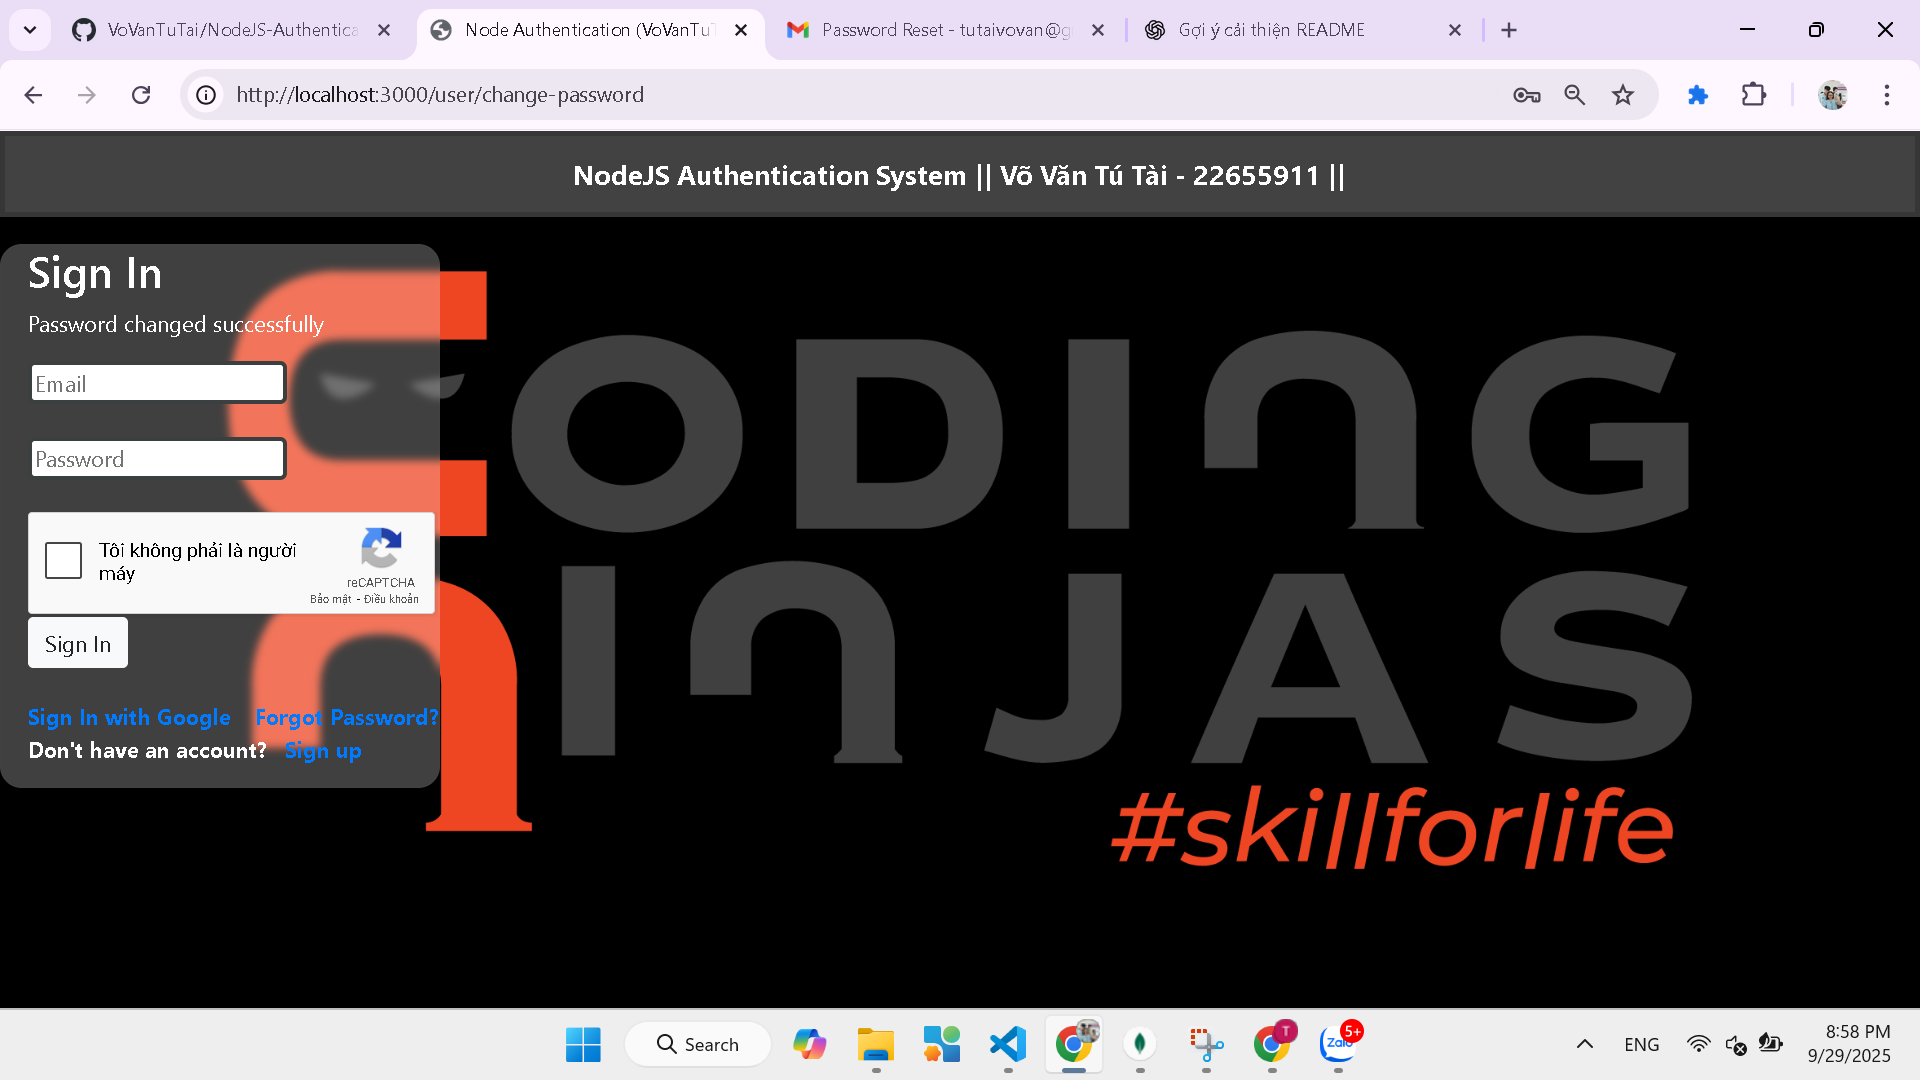 VoVanTuTai/NodeJS-Authentica
Node Authentication (VoVanTuT
Password Reset - tutaivovan@g
Gợi ý cải thiện README
http://localhost:3000/user/change-password
NodeJS Authentication System || Võ Văn Tú Tài - 22655911 ||
Sign In
Password changed successfully
Email
Password
Tôi không phải là người
máy
reCAPTCHA
Bảo mật - Điều khoản
Sign In
Sign In with Google Forgot Password?
Don't have an account? Sign up
CODING
NINJAS
#skillforlife
Search
T
Zalo
5+
ENG
8:58 PM
9/29/2025